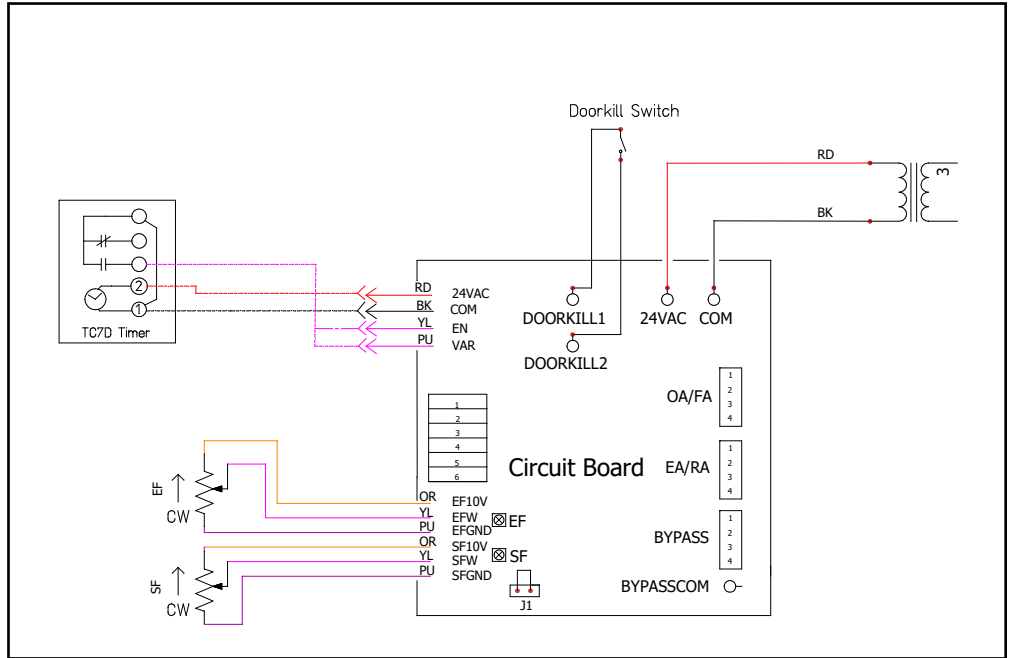 Doorkill Switch
RD
3
BK
2
1
TC7D Timer
RD 24VAC
BK COM
YL EN
PU VAR
DOORKILL1
24VAC COM
DOORKILL2
OA/FA
1
2
3
4
1
2
3
4
5
6
Circuit Board
EA/RA
1
2
3
4
EF
CW
OR EF10V
YL EFW
PU EFGND
EF
OR SF10V
YL SFW
PU SFGND
SF
SF
CW
BYPASS
1
2
3
4
J1
BYPASSCOM